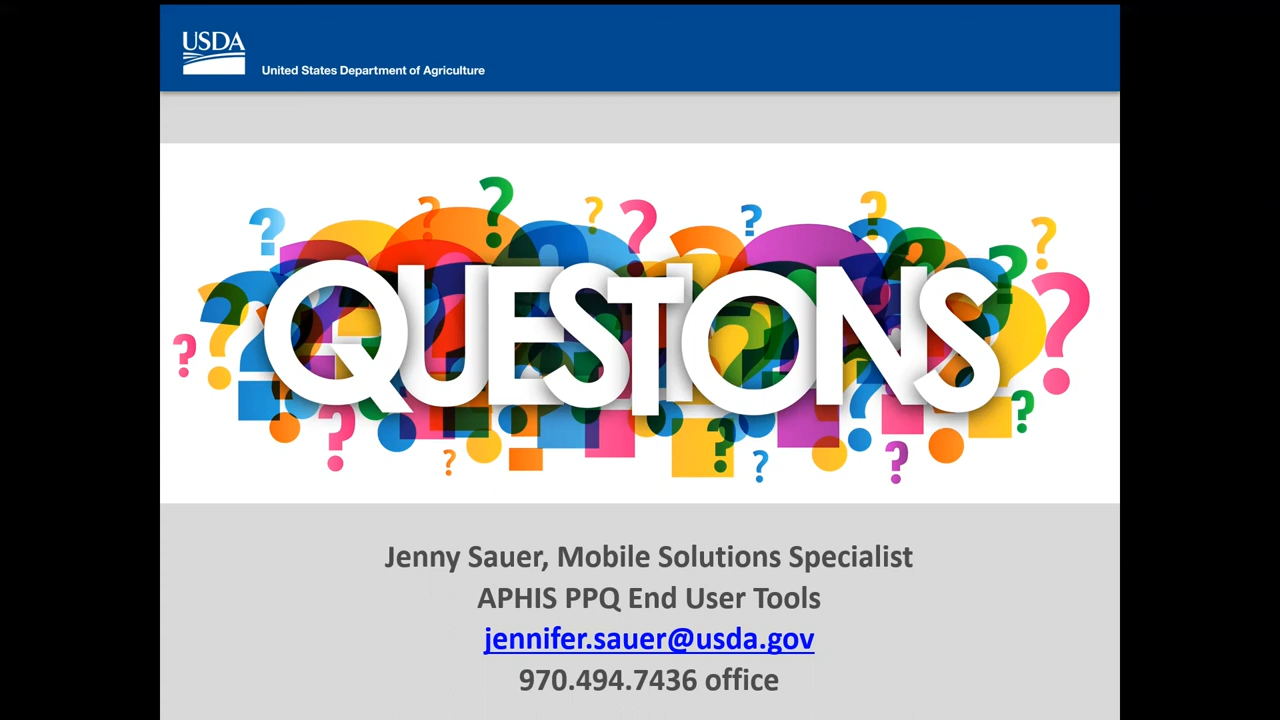 USDA
United States Department of Agriculture
QUESTIONS
Jenny Sauer, Mobile Solutions Specialist
APHIS PPQ End User Tools
jennifer.sauer@usda.gov
970.494.7436 office